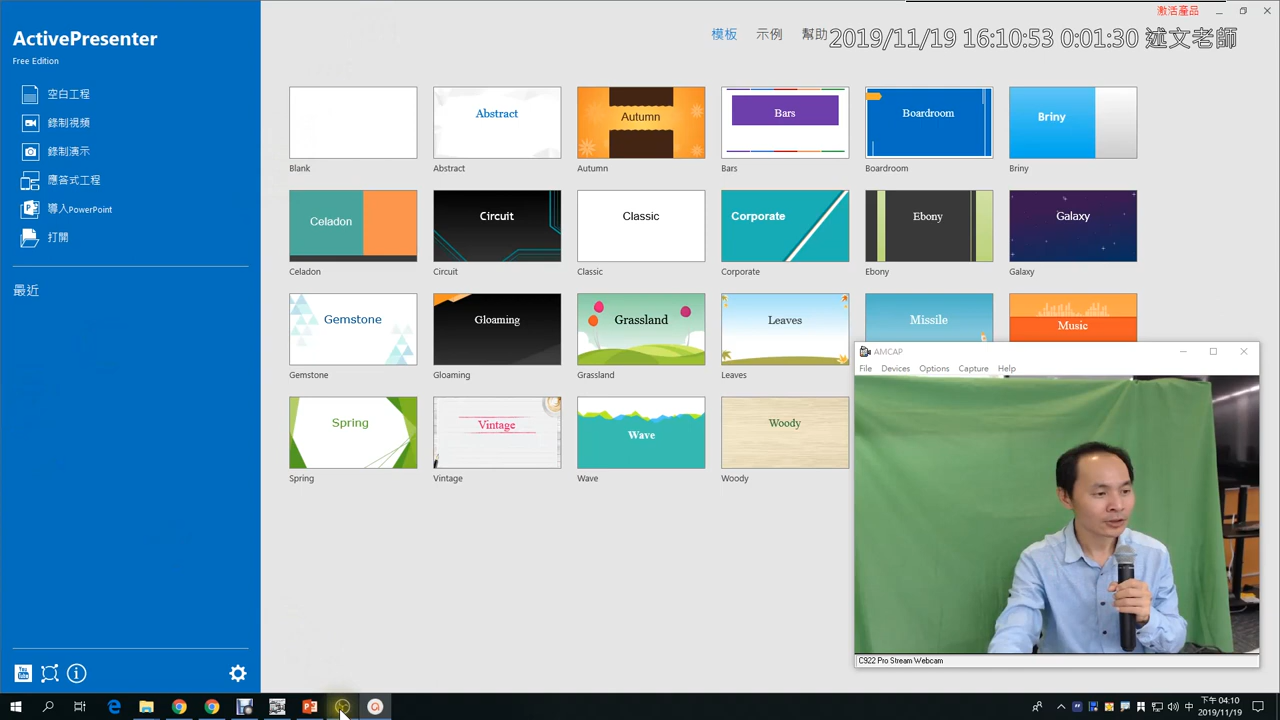 激活產品
ActivePresenter
Free Edition
模板 示例 幫助
2019/11/19 16:10:53 0:01:30 述文老師
空白工程
錄制視頻
錄制演示
應答式工程
導入PowerPoint
打開
最近
Abstract
Autumn
Bars
Boardroom
Briny
Blank
Abstract
Autumn
Bars
Boardroom
Briny
Celadon
Circuit
Classic
Corporate
Ebony
Galaxy
Celadon
Circuit
Classic
Corporate
Ebony
Galaxy
Gemstone
Gloaming
Grassland
Leaves
Missile
Music
Gemstone
Gloaming
Grassland
Leaves
Spring
Vintage
Wave
Woody
Spring
Vintage
Wave
Woody
AMCAP
File Devices Options Capture Help
C922 Pro Stream Webcam
You
Tube
下午 04:10
2019/11/19